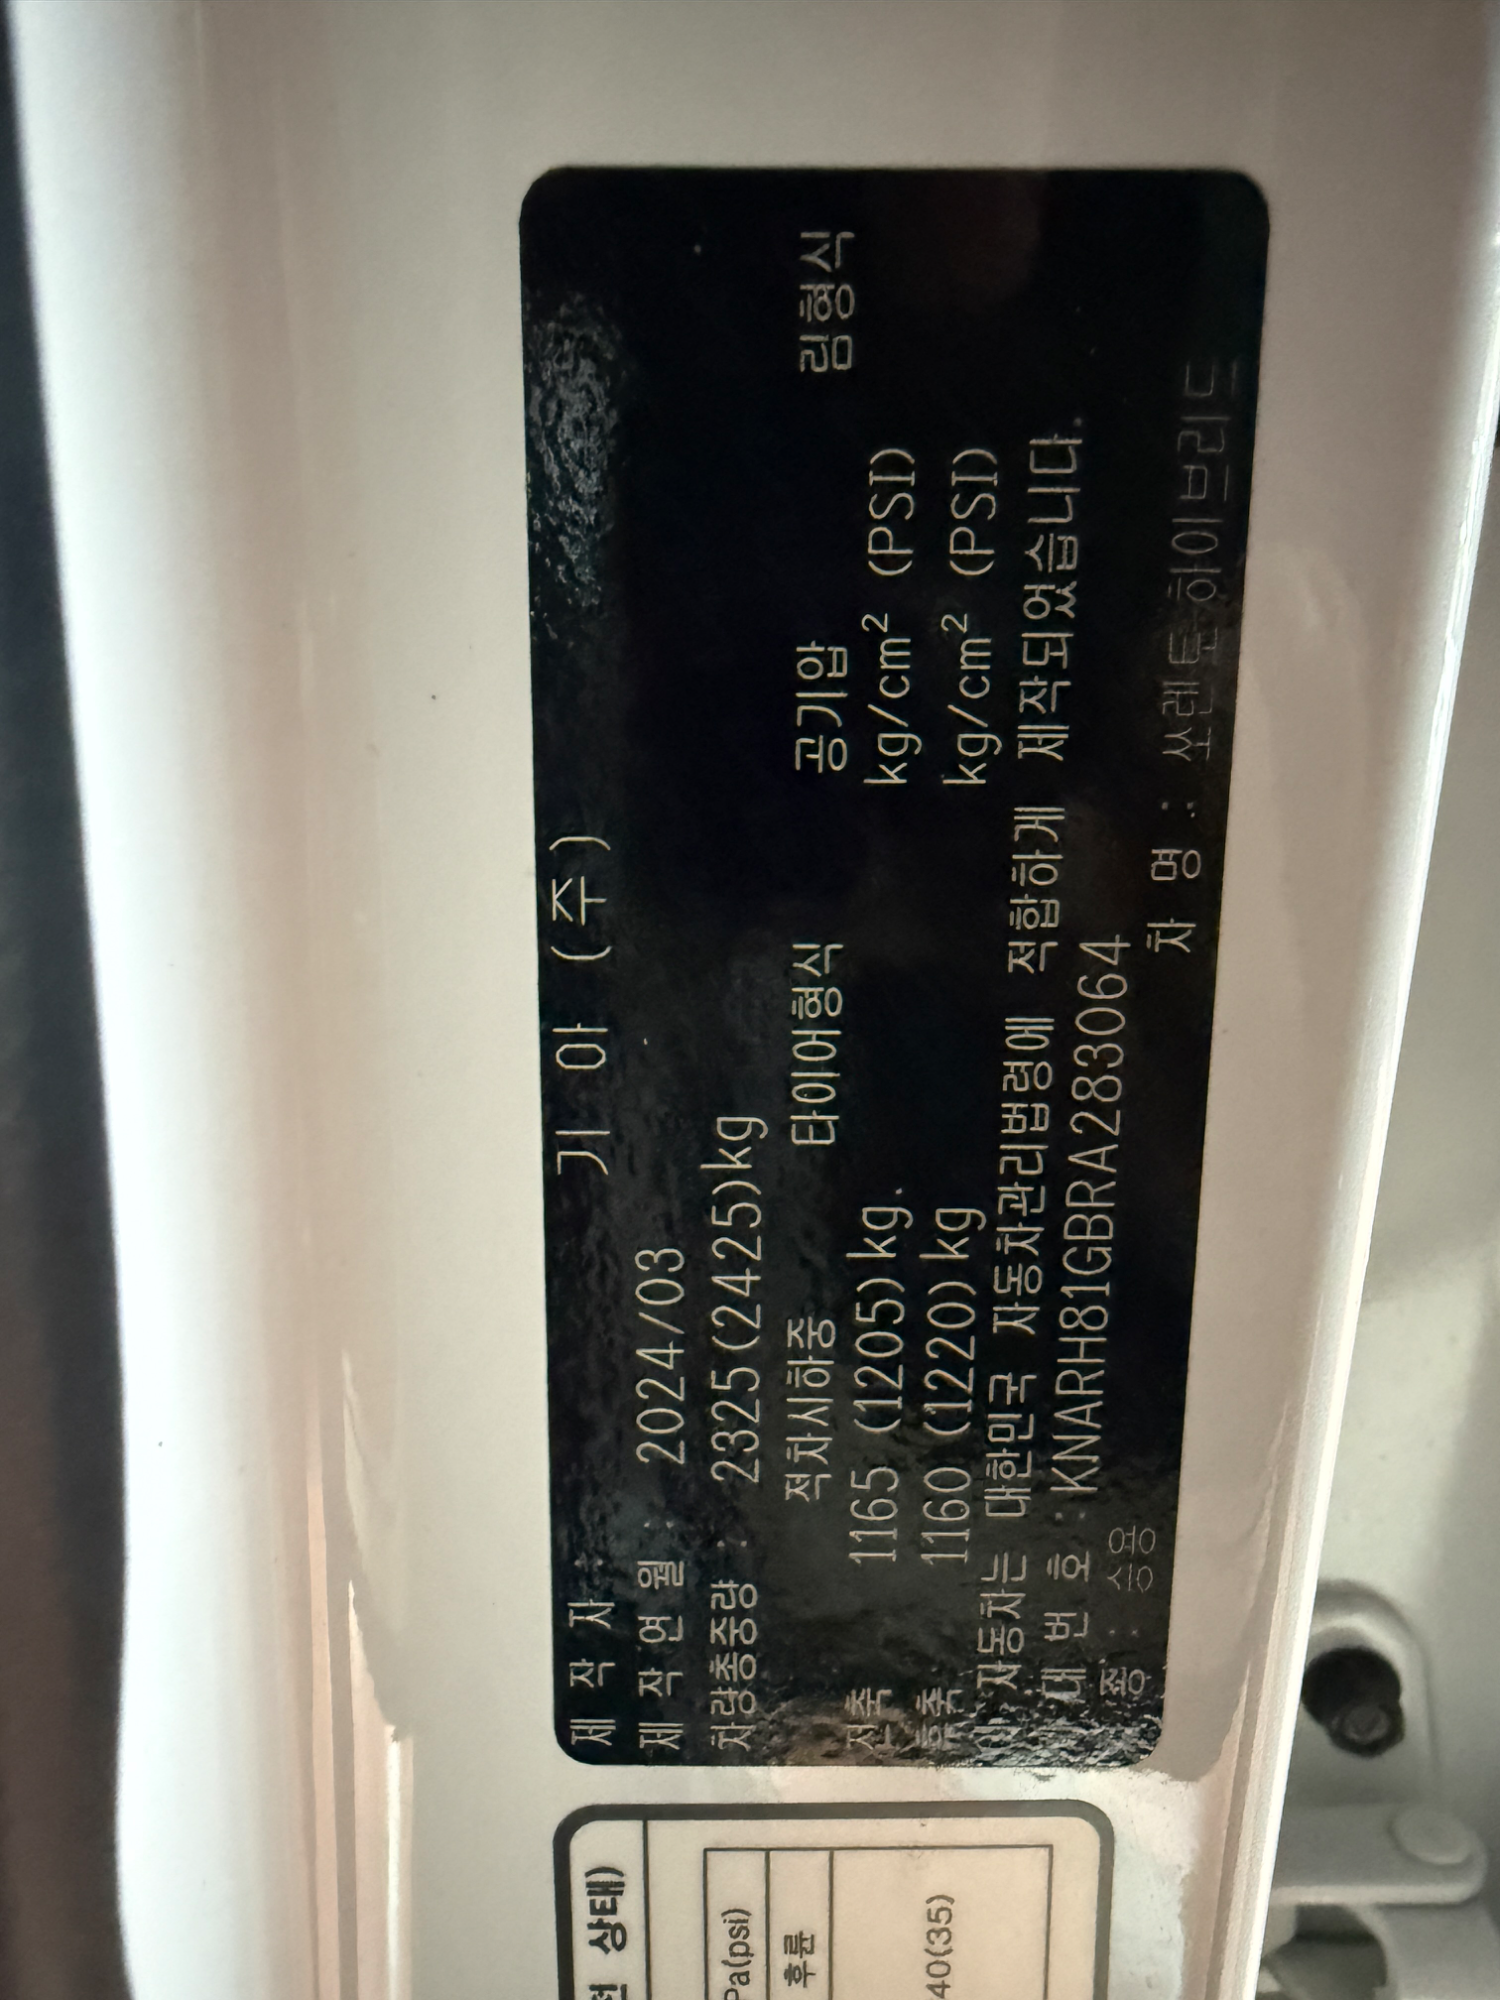 제 작 자 : 기 아 (주)
제 작 연 월 : 2024/03
차량총중량 : 2325(2425)kg
적차시하중 타이어형식 공기압 림형식
전축 1165 (1205)kg. kg/cm² (PSI)
후축 1160 (1220)kg kg/cm² (PSI)
이 자동차는 대한민국 자동차관리법령에 적합하게 제작되었습니다.
차 대 번 호 : KNARH81GBRA283064
차 종 : 승용 차 명 : 쏘렌토하이브리드
상태)
Pa(psi)
후륜
40(35)